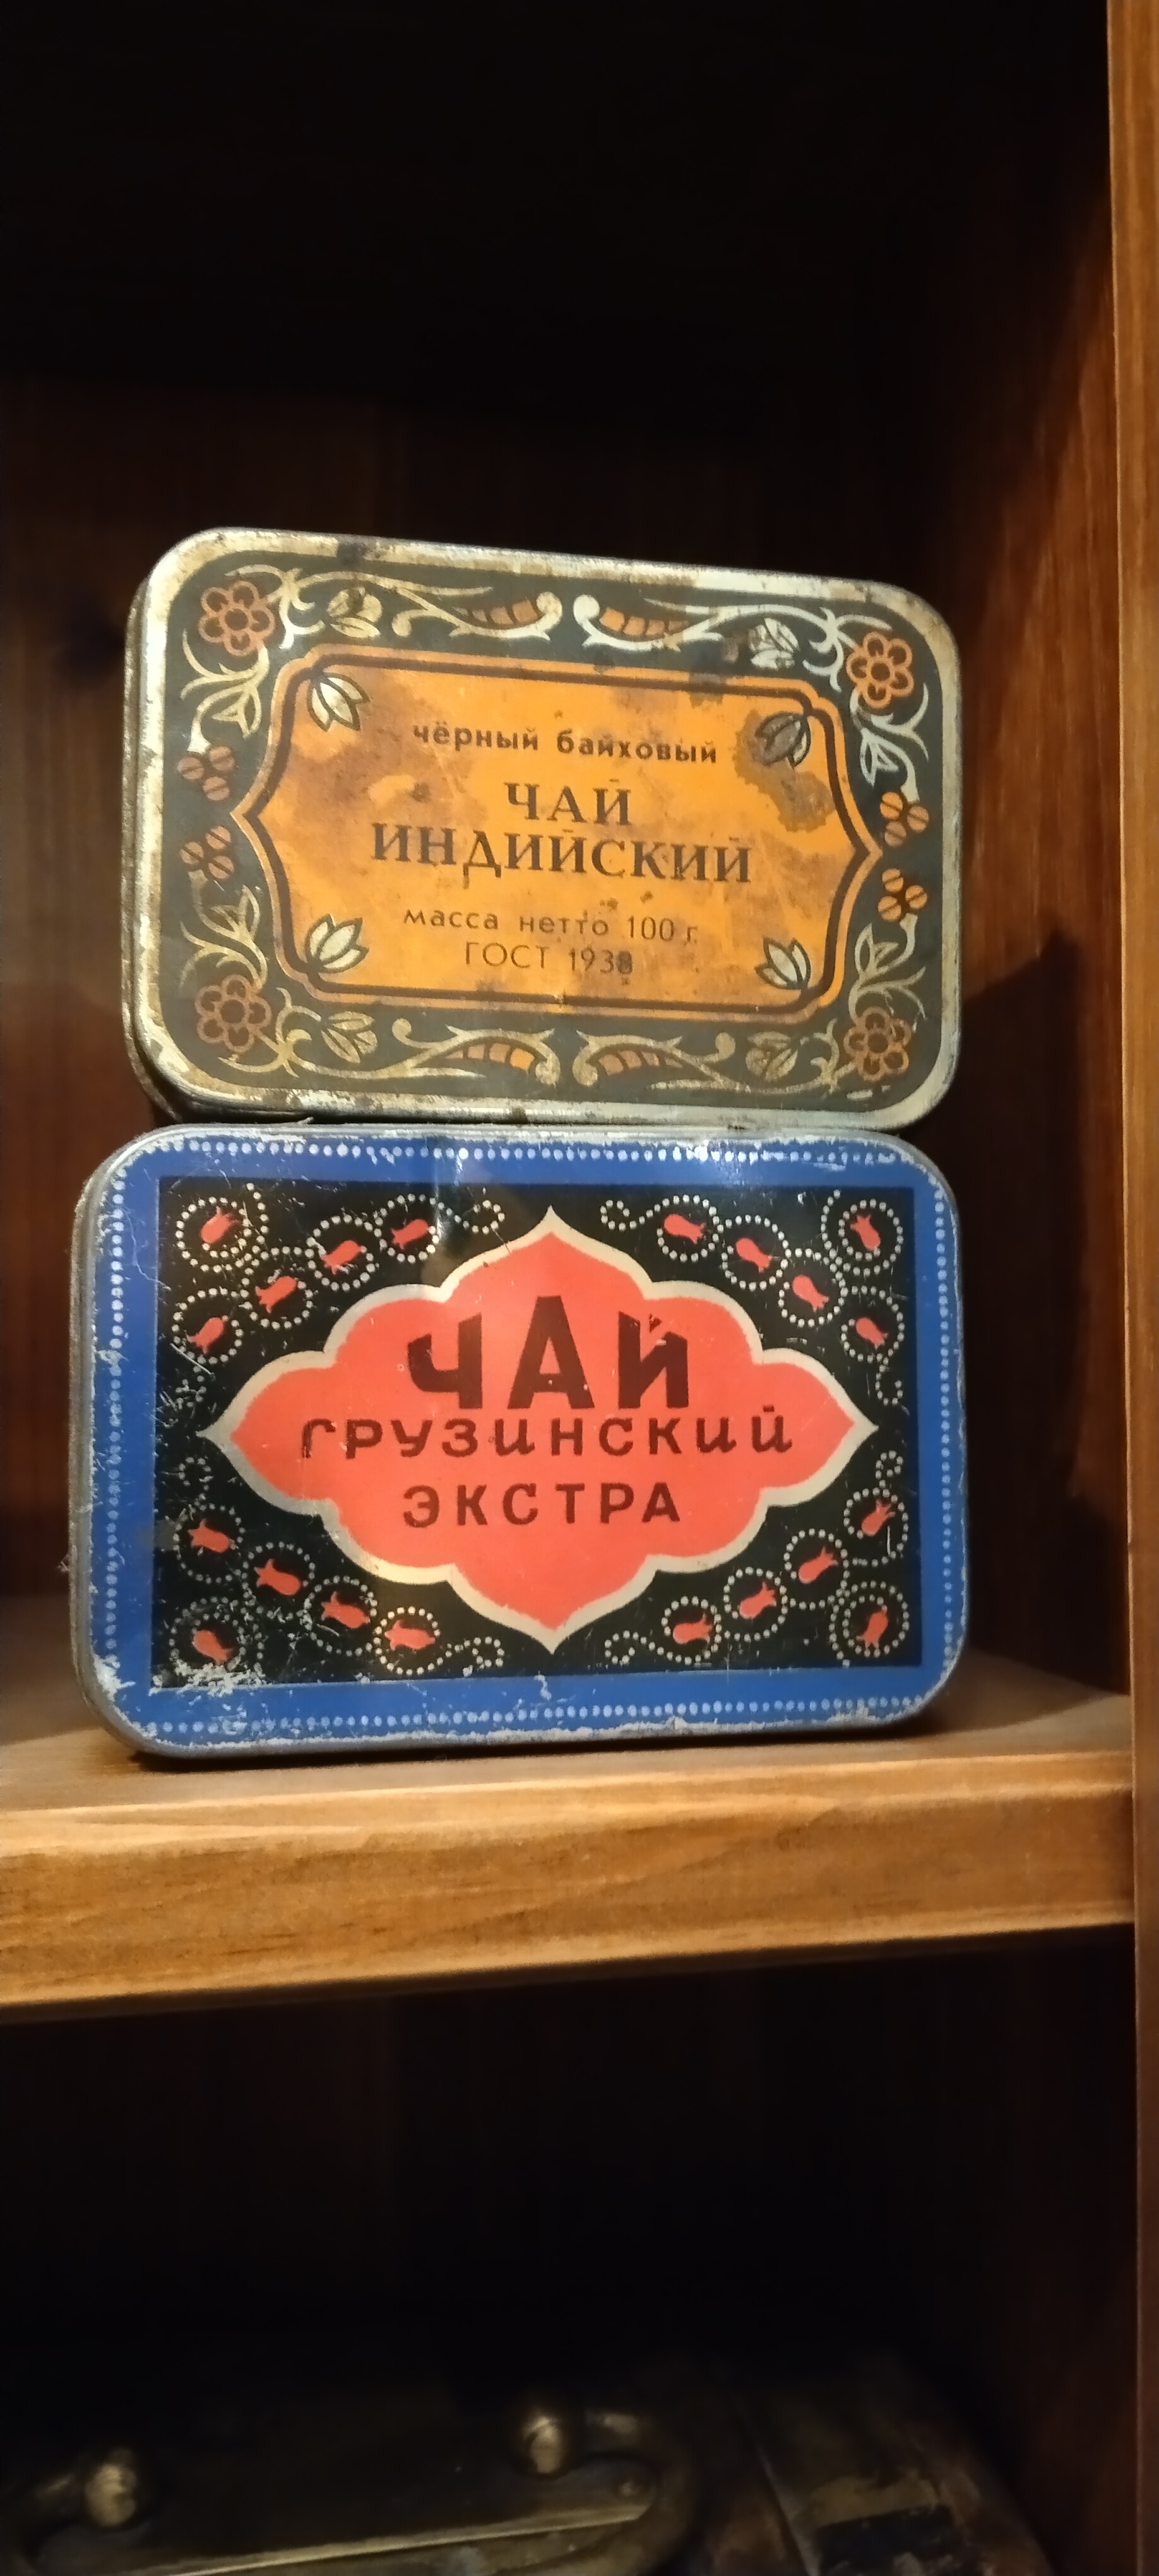 чёрный байховый
ЧАЙ
ИНДИЙСКИЙ
масса нетто 100 г.
ГОСТ 1938
ЧАЙ
ГРУЗИНСКИЙ
ЭКСТРА